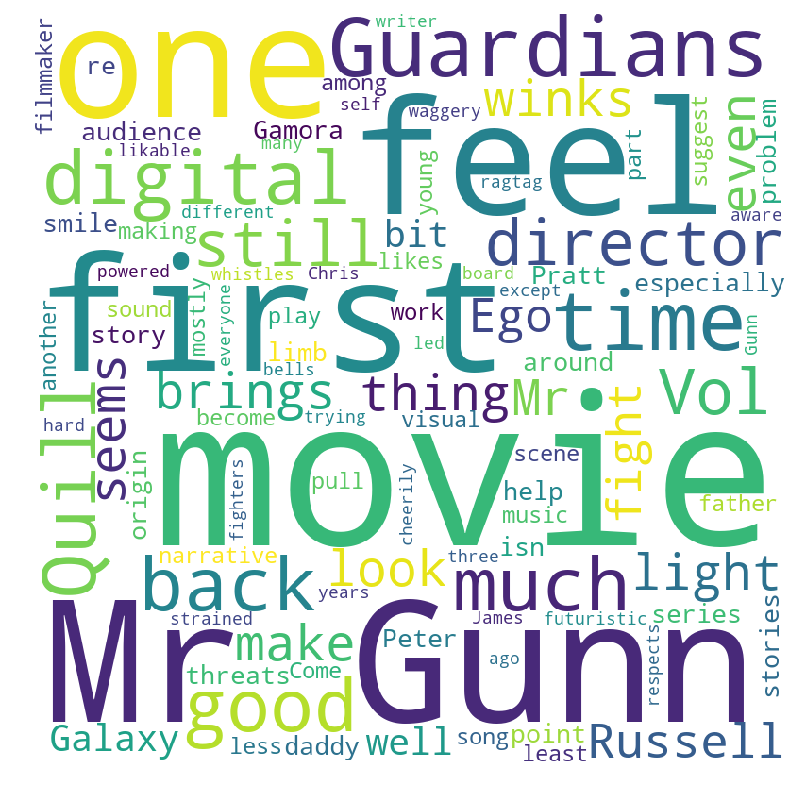 writer
one
Guardians
filmmaker
re
among
self
waggery
winks
audience
Gamora
feel
part
suggest
even
problem
likable
many
digital
young
ragtag
smile
making
different
still
bit
director
aware
likes
powered
whistles
Chris
board
Pratt
especially
first
except
another
sound
mostly
everyone
play
work
Ego
time
Gunn
story
limb
led
around
bells
seems
brings
thing
Mr
Vol
Quill
hard
become
trying
visual
fight
movie
scene
origin
fighters
pull
cheerily
help
music
father
narrative
look
isn
three
back
years
much
light
stories
Mr Gunn
strained
James
futuristic
series
make
Peter
respects
threats
Come
ago
good
Galaxy
less
daddy
well
song
point
least
Russell